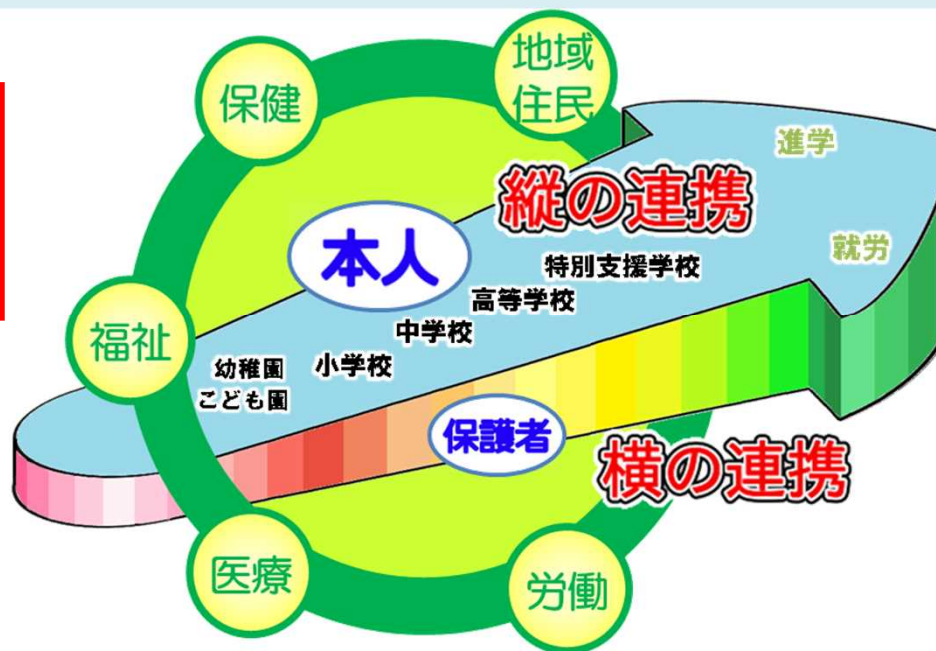 地域
住民
保健
進学
縦の連携
本人
就労
特別支援学校
高等学校
中学校
福祉
小学校
幼稚園
こども園
保護者
横の連携
医療
労働